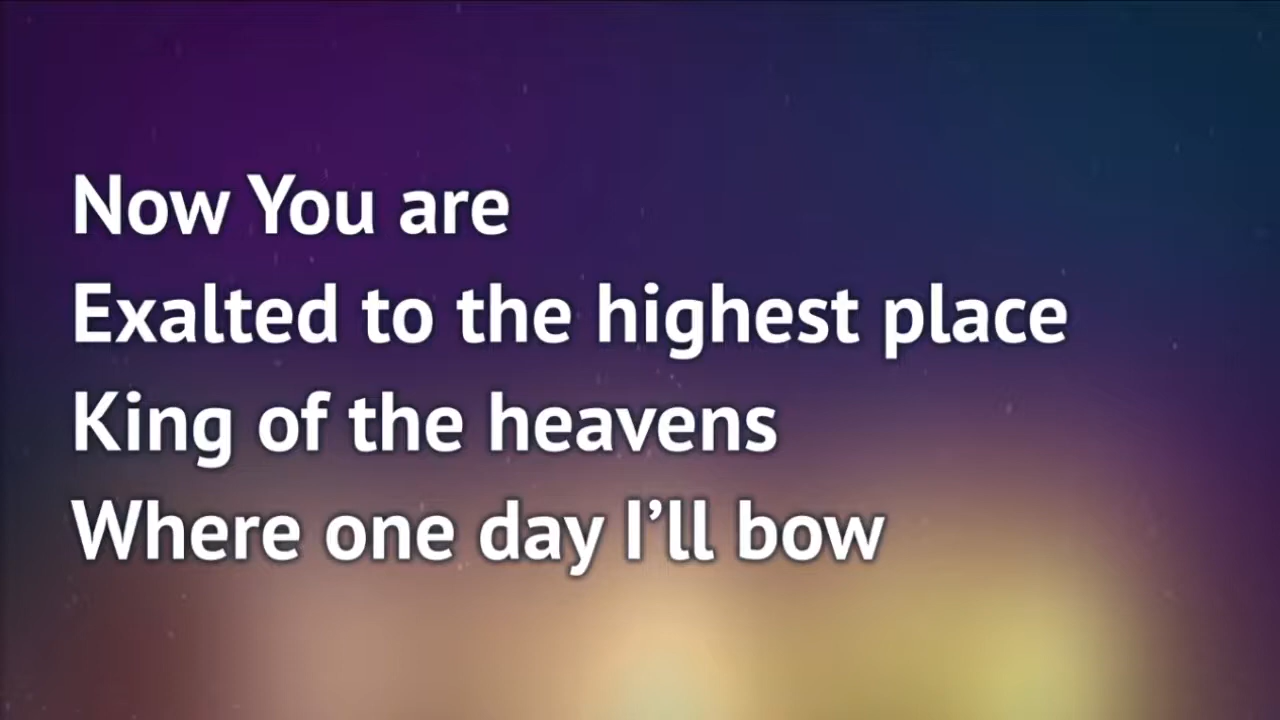 Now You are
Exalted to the highest place
King of the heavens
Where one day I’ll bow